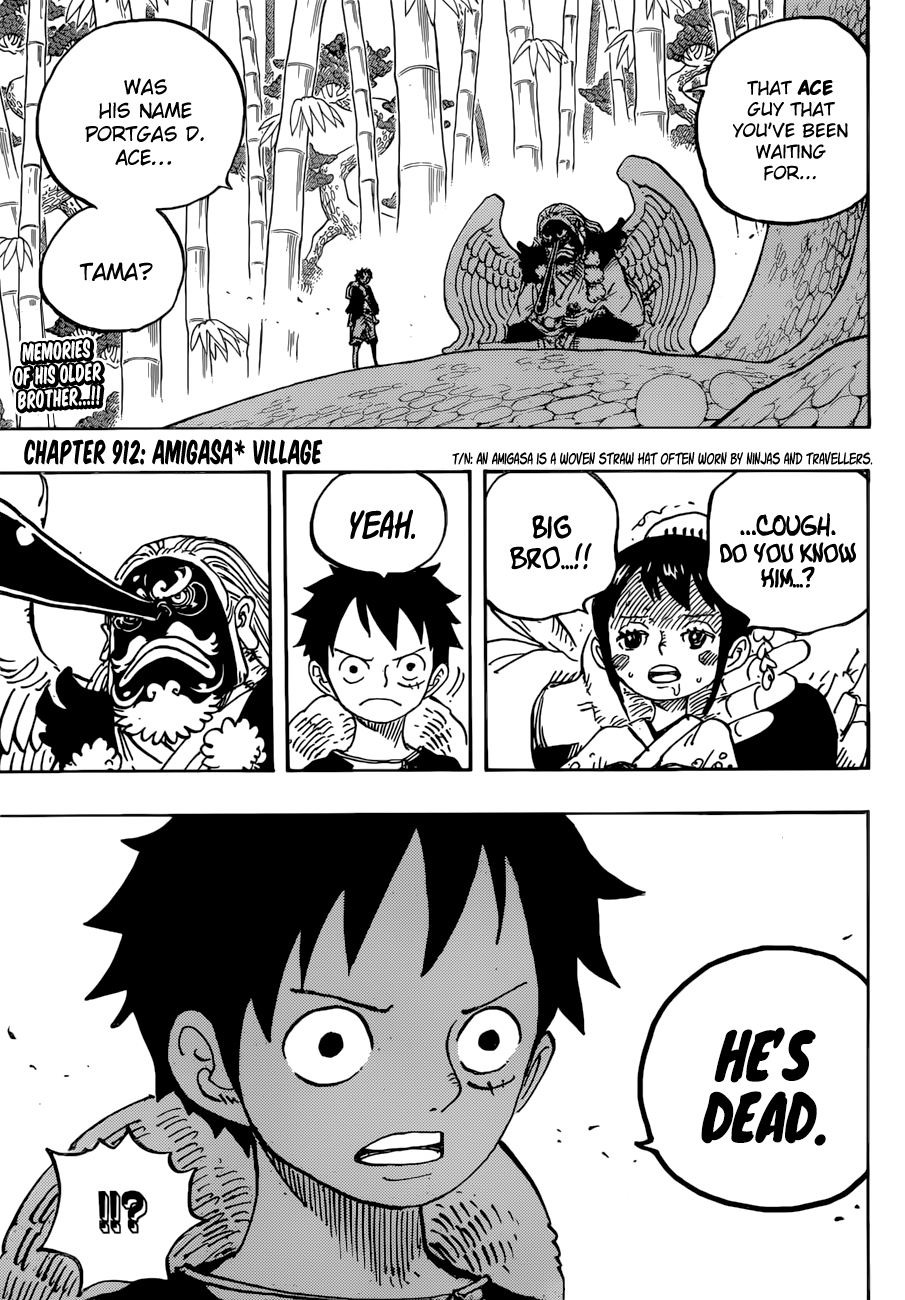 THAT ACE
GUY THAT
YOU'VE BEEN
WAITING
FOR...
WAS
HIS NAME
PORTGAS D.
ACE...
TAMA?
MEMORIES
OF HIS OLDER
BROTHER...!!
CHAPTER 912: AMIGASA* VILLAGE
T/N: AN AMIGASA IS A WOVEN STRAW HAT OFTEN WORN BY NINJAS AND TRAVELLERS.
...COUGH.
DO YOU KNOW
HIM...?
BIG
BRO...!!
YEAH.
HE'S
DEAD.
!!?